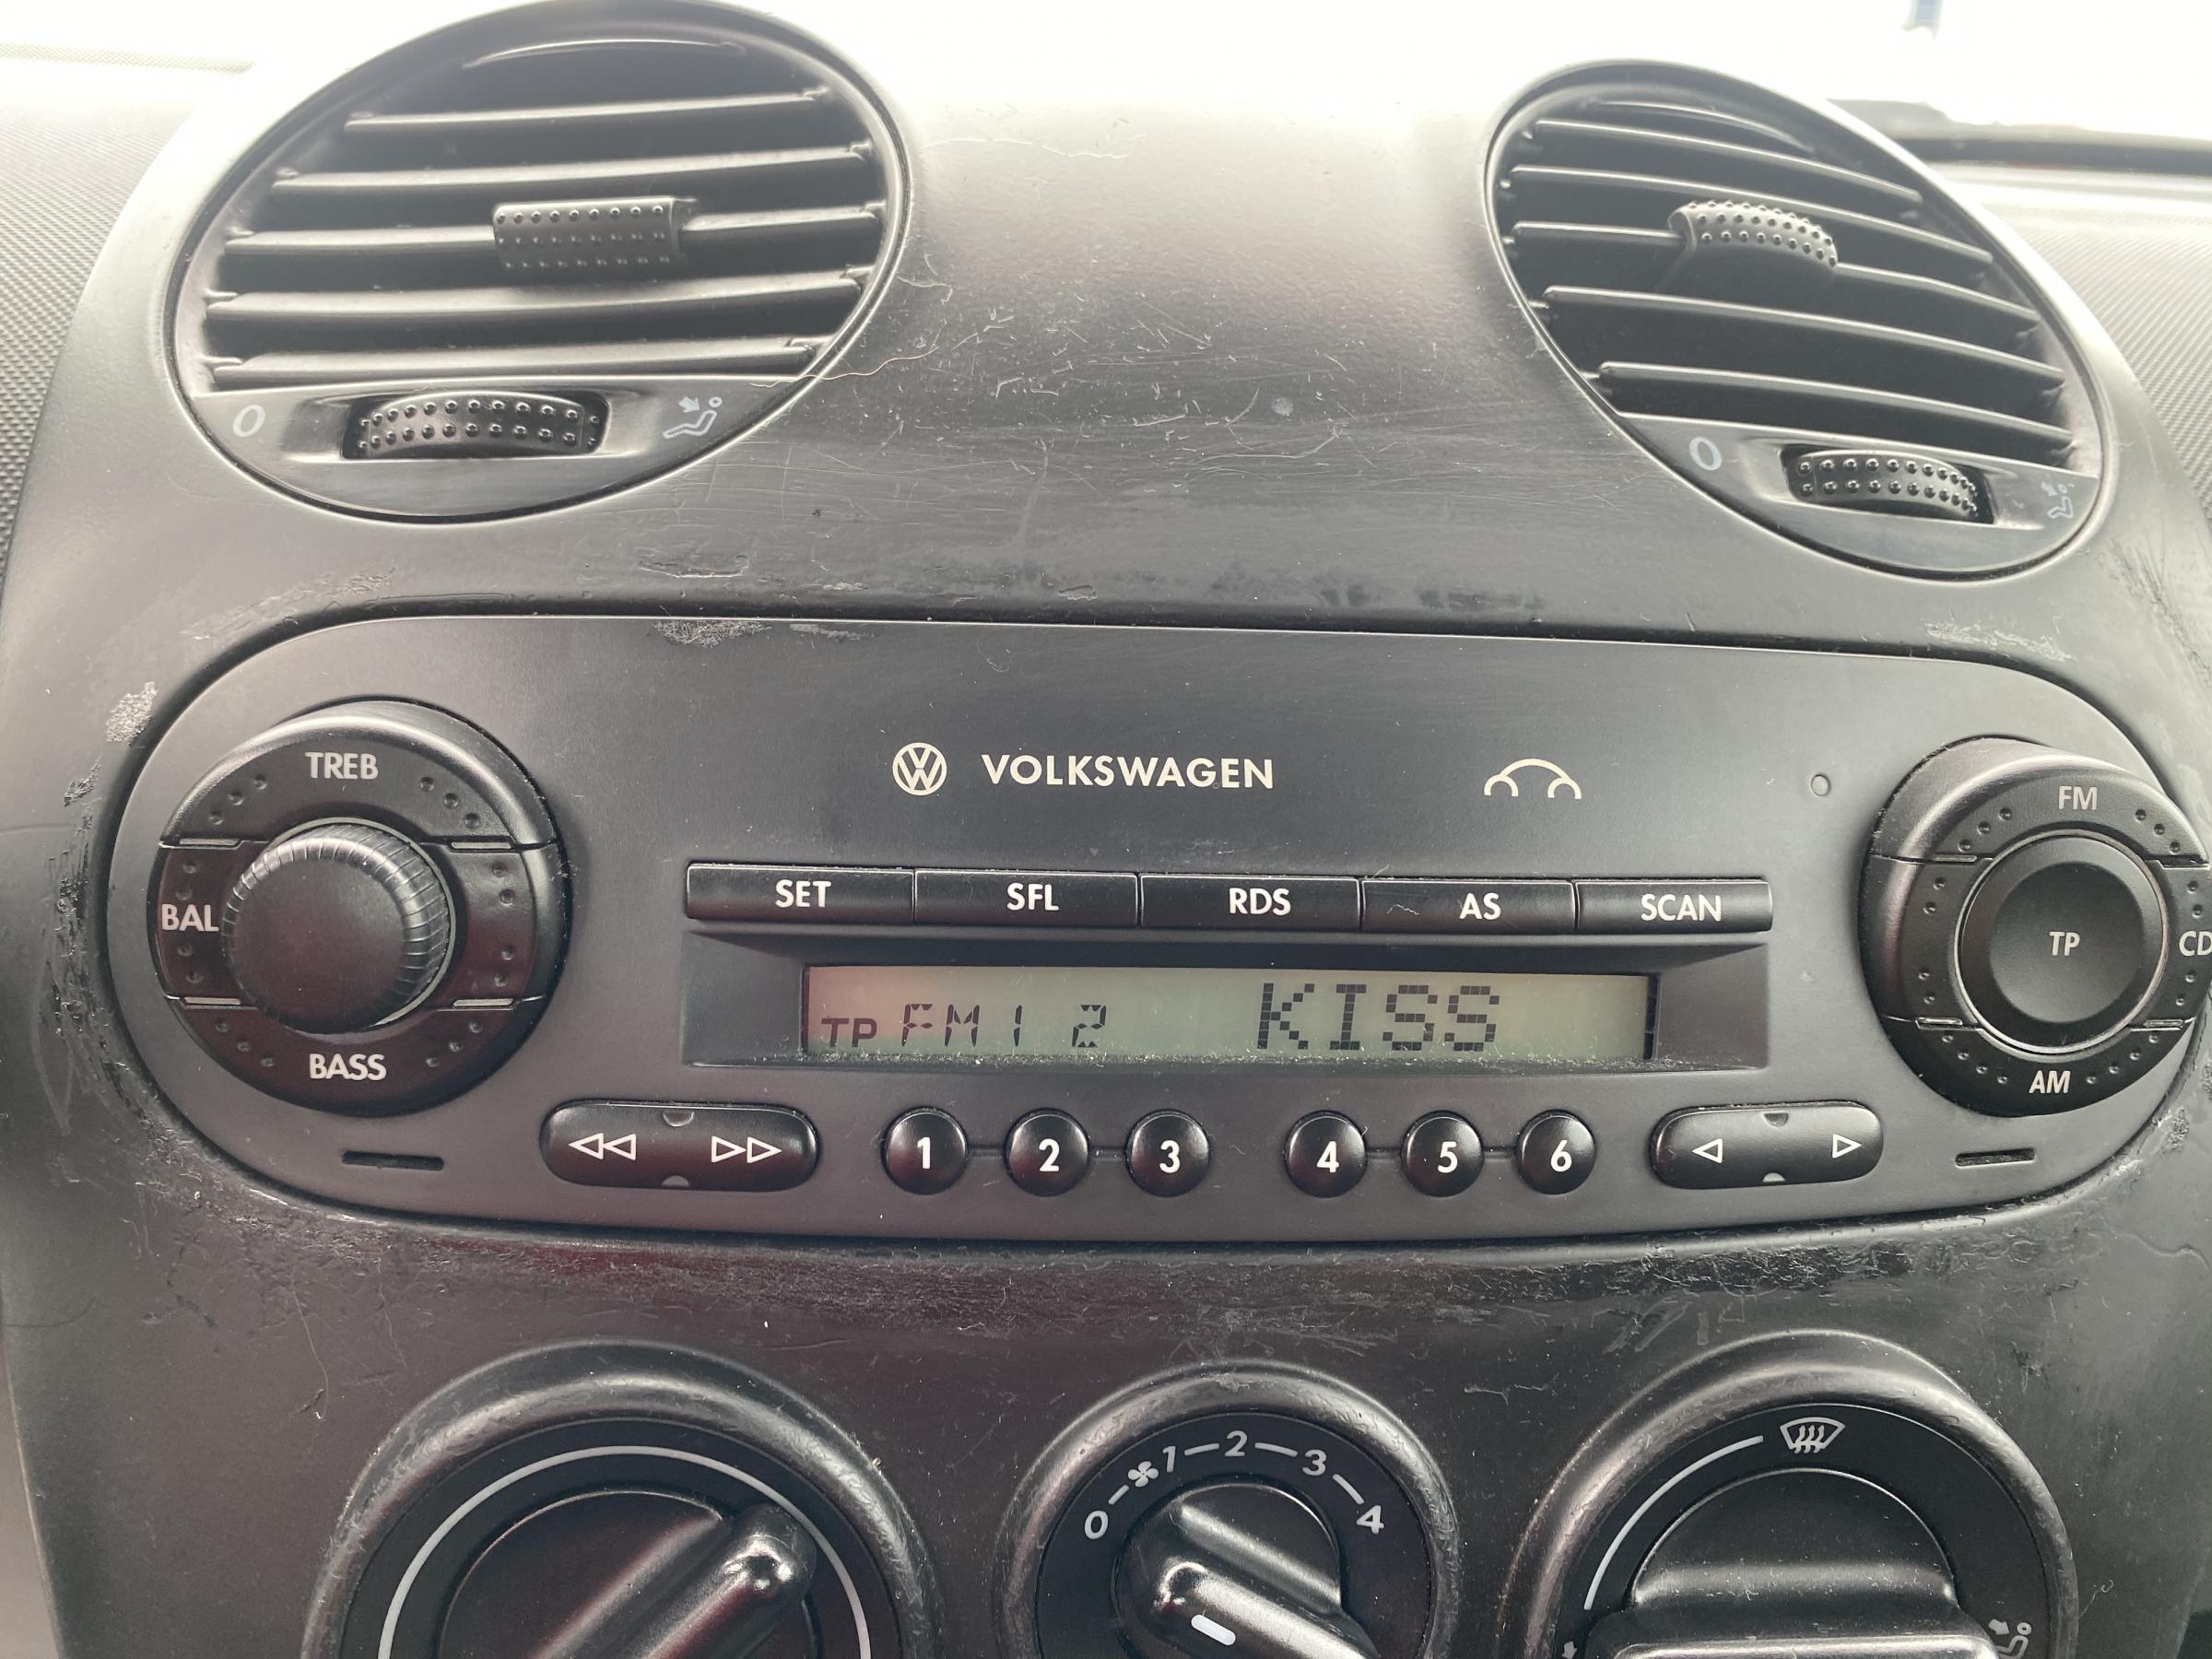 0
0
TREB
VOLKSWAGEN
FM
SET SFL RDS AS SCAN
BAL
TP
CD
TP FM1 2 KISS
BASS
AM
1 2 3 4 5 6
0 1 2 3 4